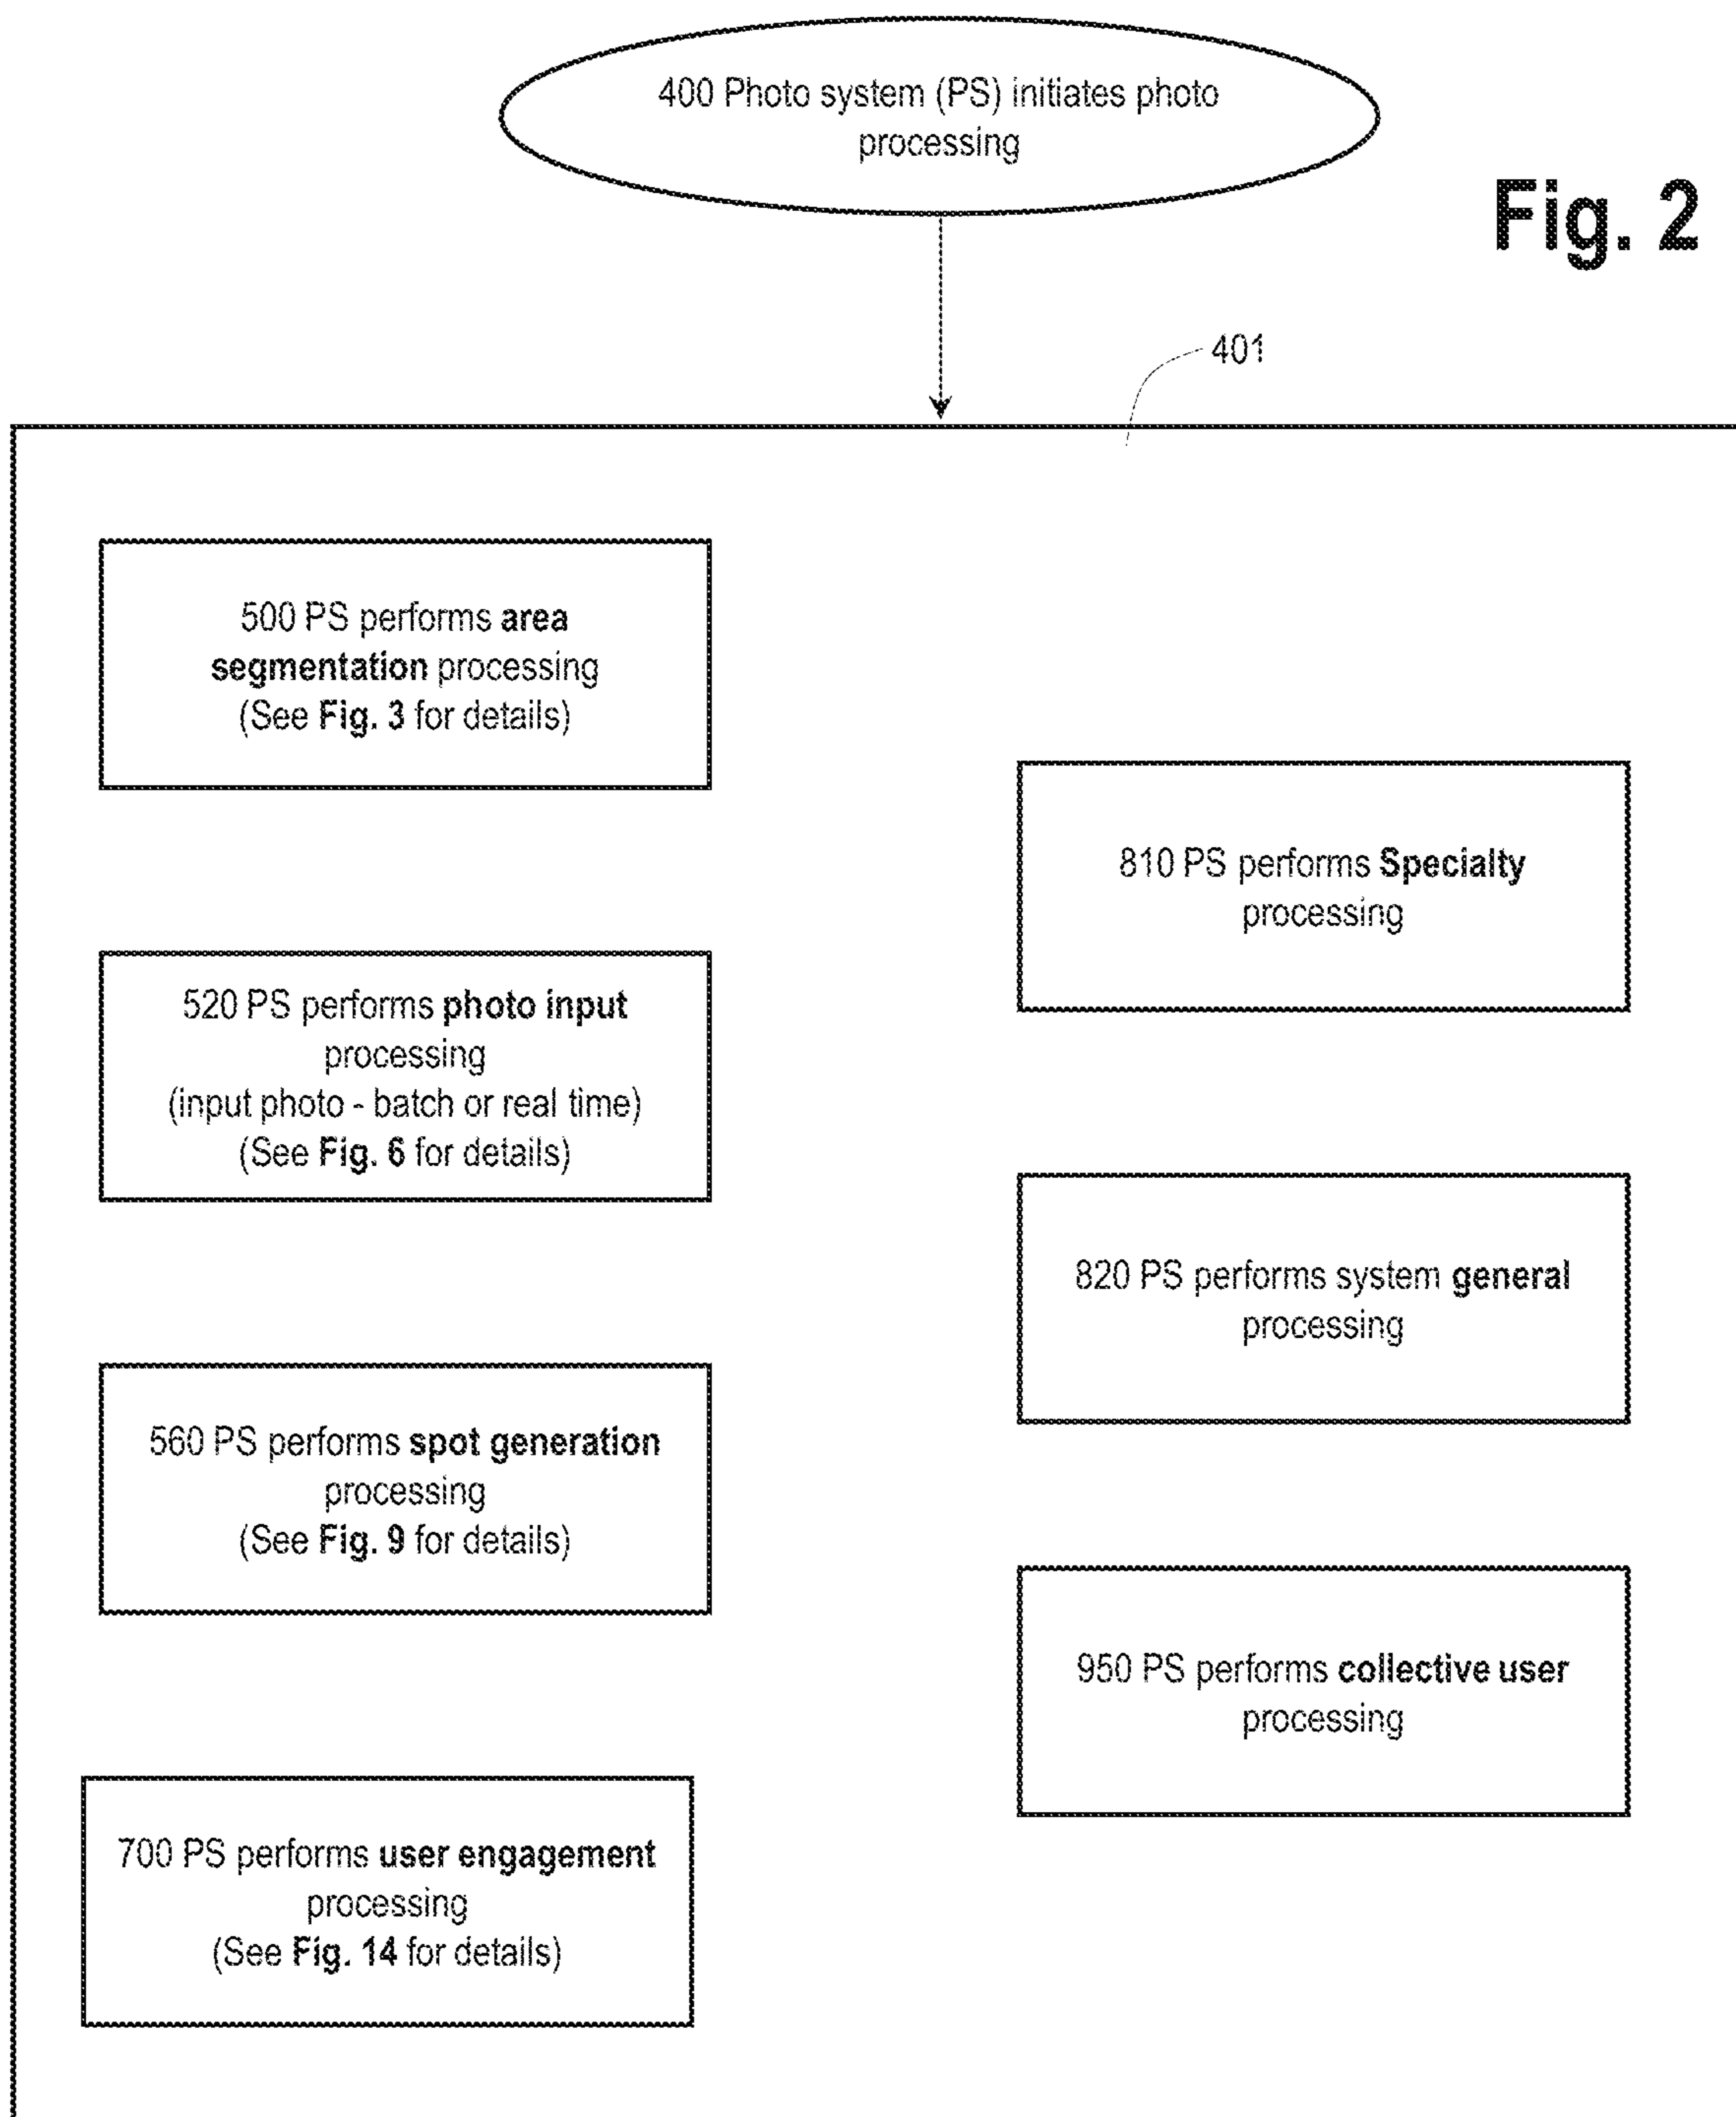 400 Photo system (PS) initiates photo
processing
Fig. 2
401
500 PS performs area
segmentation processing
(See Fig. 3 for details)
520 PS performs photo input
processing
(input photo - batch or real time)
(See Fig. 6 for details)
560 PS performs spot generation
processing
(See Fig. 9 for details)
700 PS performs user engagement
processing
(See Fig. 14 for details)
810 PS performs Specialty
processing
820 PS performs system general
processing
950 PS performs collective user
processing